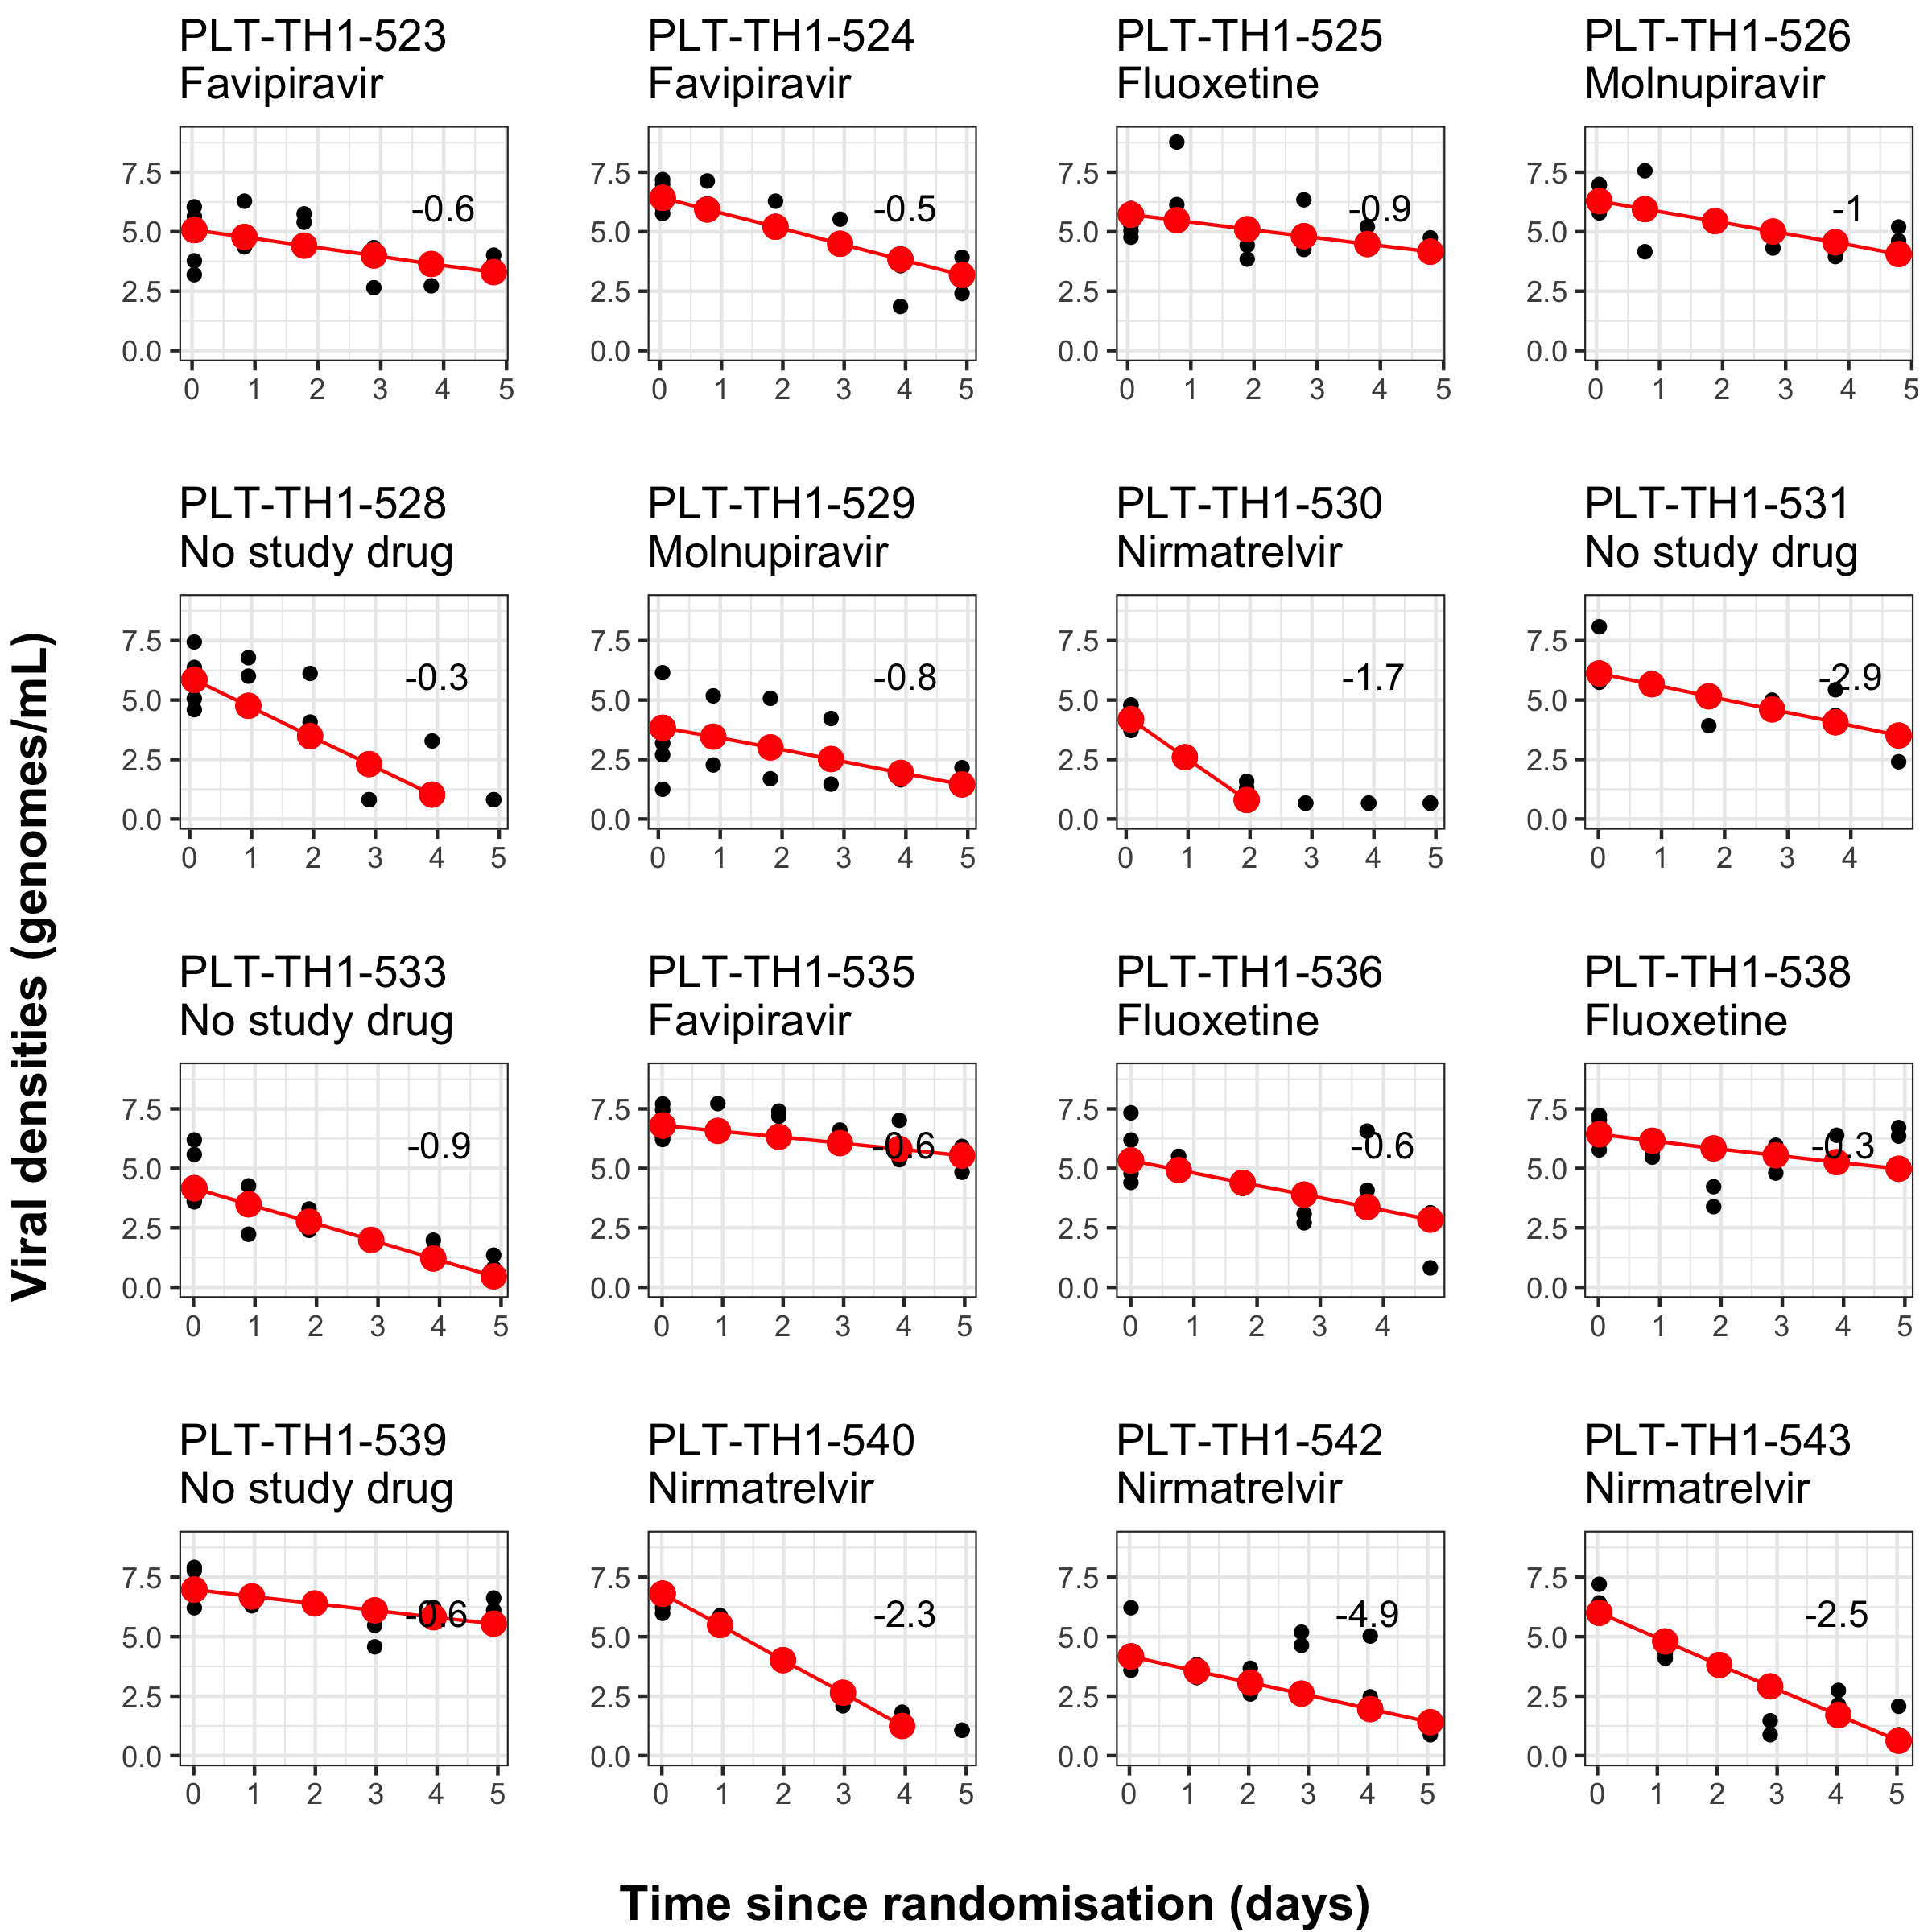 PLT-TH1-523
Favipiravir
7.5
5.0
2.5
0.0
-0.6
0 1 2 3 4 5
PLT-TH1-524
Favipiravir
7.5
5.0
2.5
0.0
-0.5
0 1 2 3 4 5
PLT-TH1-525
Fluoxetine
7.5
5.0
2.5
0.0
-0.9
0 1 2 3 4 5
PLT-TH1-526
Molnupiravir
7.5
5.0
2.5
0.0
-1
0 1 2 3 4 5
PLT-TH1-528
No study drug
7.5
5.0
2.5
0.0
-0.3
0 1 2 3 4 5
PLT-TH1-529
Molnupiravir
7.5
5.0
2.5
0.0
-0.8
0 1 2 3 4 5
PLT-TH1-530
Nirmatrelvir
7.5
5.0
2.5
0.0
-1.7
0 1 2 3 4 5
PLT-TH1-531
No study drug
7.5
5.0
2.5
0.0
-2.9
0 1 2 3 4
PLT-TH1-533
No study drug
7.5
5.0
2.5
0.0
-0.9
0 1 2 3 4 5
PLT-TH1-535
Favipiravir
7.5
5.0
2.5
0.0
-0.6
0 1 2 3 4 5
PLT-TH1-536
Fluoxetine
7.5
5.0
2.5
0.0
-0.6
0 1 2 3 4
PLT-TH1-538
Fluoxetine
7.5
5.0
2.5
0.0
-0.3
0 1 2 3 4 5
PLT-TH1-539
No study drug
7.5
5.0
2.5
0.0
-0.6
0 1 2 3 4 5
PLT-TH1-540
Nirmatrelvir
7.5
5.0
2.5
0.0
-2.3
0 1 2 3 4 5
PLT-TH1-542
Nirmatrelvir
7.5
5.0
2.5
0.0
-4.9
0 1 2 3 4 5
PLT-TH1-543
Nirmatrelvir
7.5
5.0
2.5
0.0
-2.5
0 1 2 3 4 5
Viral densities (genomes/mL)
Time since randomisation (days)